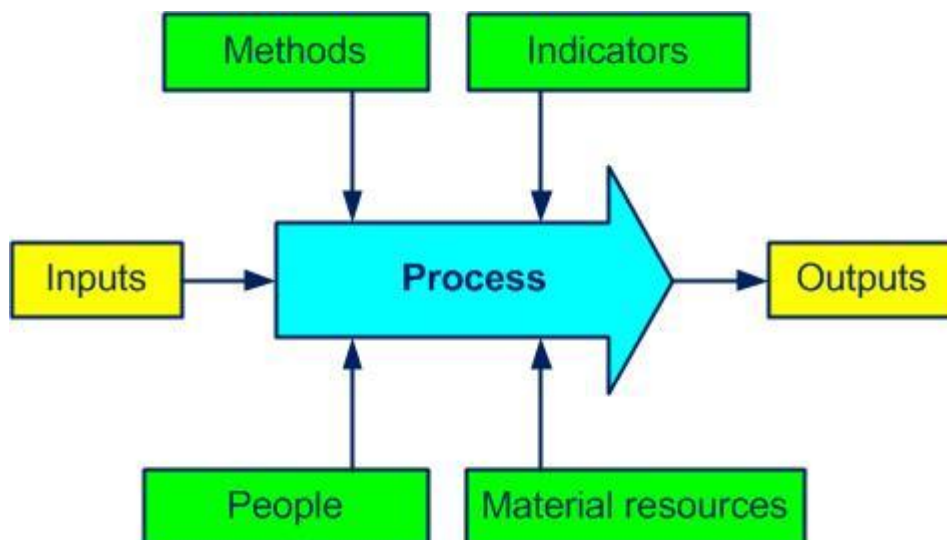 Methods
Indicators
Inputs
Process
Outputs
People
Material resources